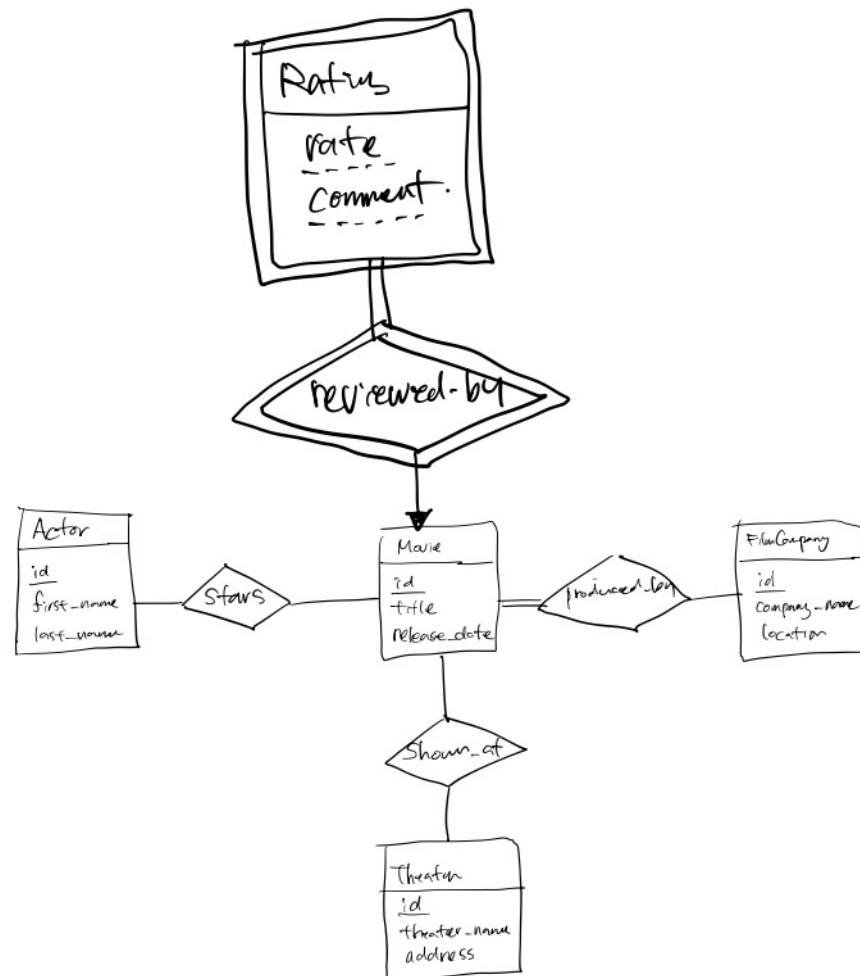 Rating
rate
comment.
reviewed-by
Actor
id
first_name
last_name
Stars
Movie
id
title
release_date
produced_by
FilmCompany
id
company_name
location
Shown_at
Theater
id
theater_name
address